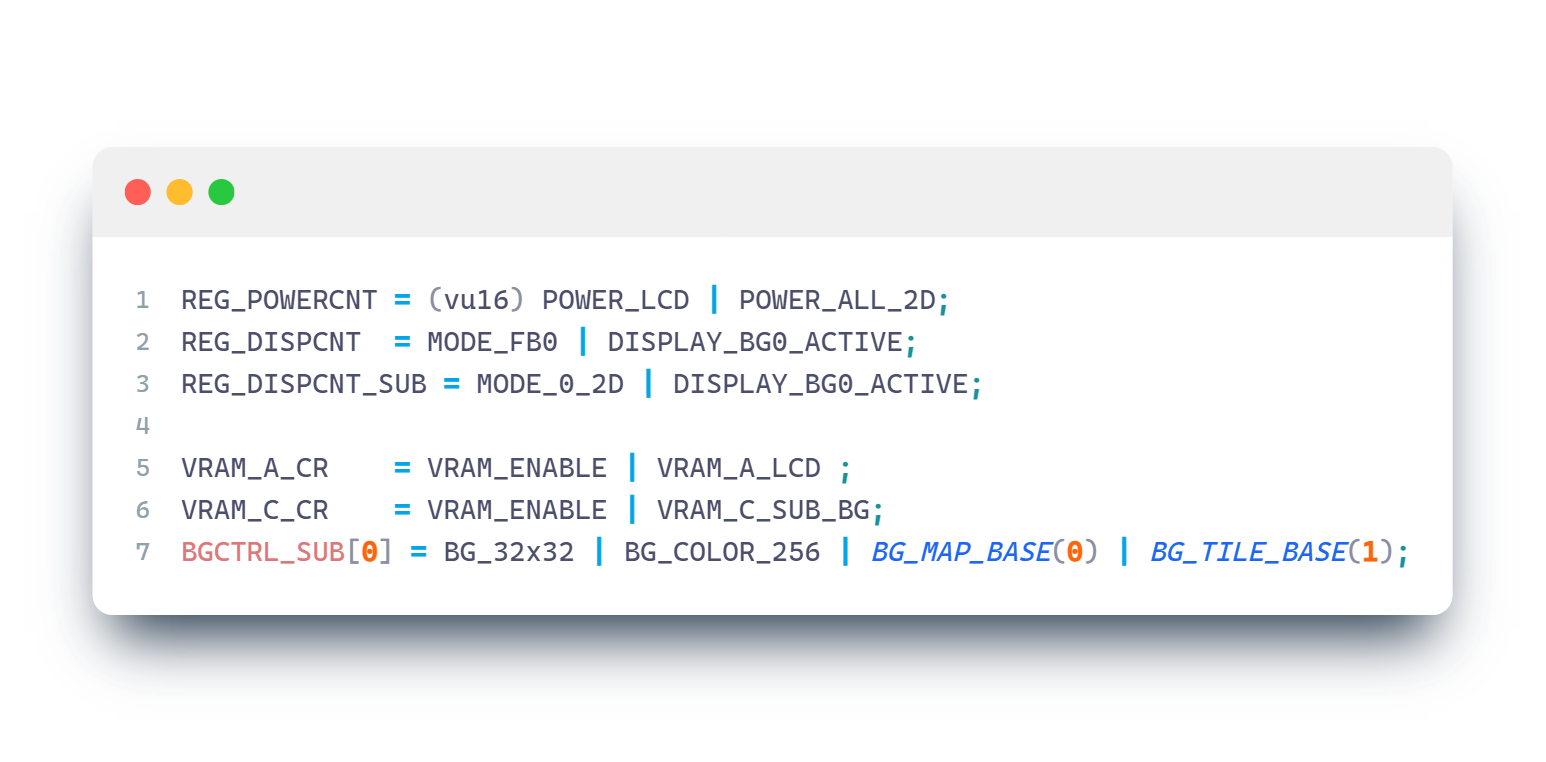 1 REG_POWERCNT = (vu16) POWER_LCD | POWER_ALL_2D;
2 REG_DISPCNT  = MODE_FB0 | DISPLAY_BG0_ACTIVE;
3 REG_DISPCNT_SUB = MODE_0_2D | DISPLAY_BG0_ACTIVE;
4
5 VRAM_A_CR    = VRAM_ENABLE | VRAM_A_LCD ;
6 VRAM_C_CR    = VRAM_ENABLE | VRAM_C_SUB_BG;
7 BGCTRL_SUB[0] = BG_32x32 | BG_COLOR_256 | BG_MAP_BASE(0) | BG_TILE_BASE(1);